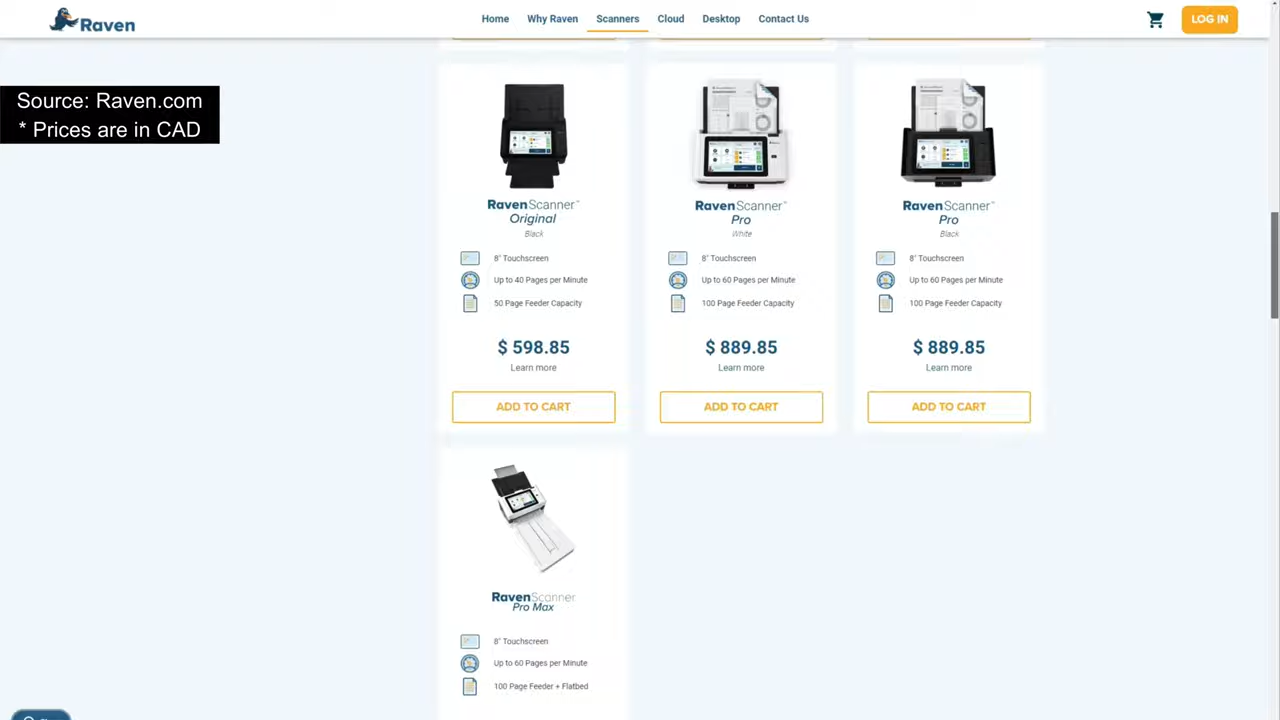 Raven
Home Why Raven Scanners Cloud Desktop Contact Us
LOG IN
Source: Raven.com
* Prices are in CAD
RavenScanner™
Original
Black
8" Touchscreen
Up to 40 Pages per Minute
50 Page Feeder Capacity
$ 598.85
Learn more
ADD TO CART
RavenScanner™
Pro
White
8" Touchscreen
Up to 60 Pages per Minute
100 Page Feeder Capacity
$ 889.85
Learn more
ADD TO CART
RavenScanner™
Pro
Black
8" Touchscreen
Up to 60 Pages per Minute
100 Page Feeder Capacity
$ 889.85
Learn more
ADD TO CART
RavenScanner
Pro Max
8" Touchscreen
Up to 60 Pages per Minute
100 Page Feeder + Flatbed